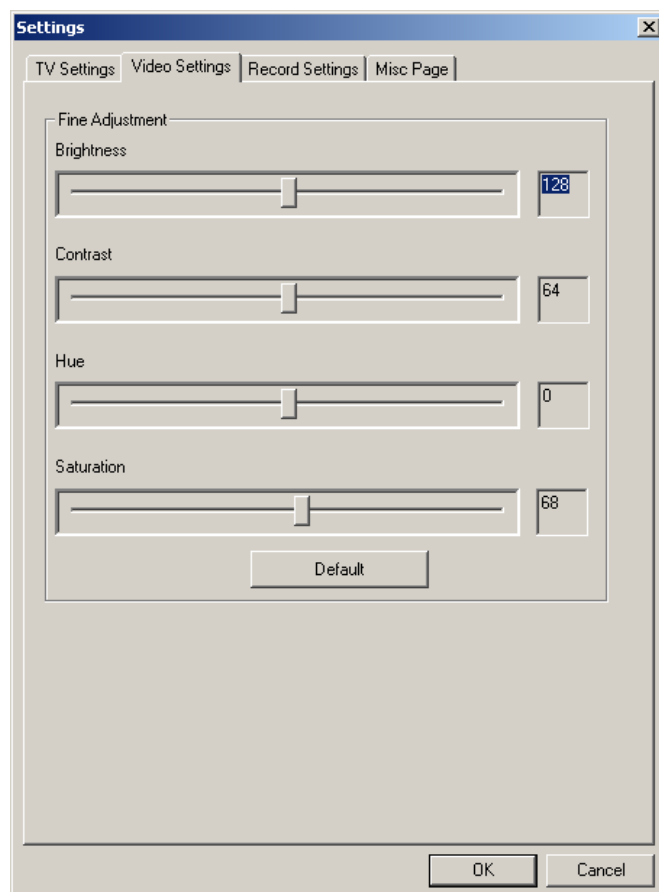 Settings
TV Settings Video Settings Record Settings Misc Page
Fine Adjustment
Brightness
128
Contrast
64
Hue
0
Saturation
68
Default
OK Cancel